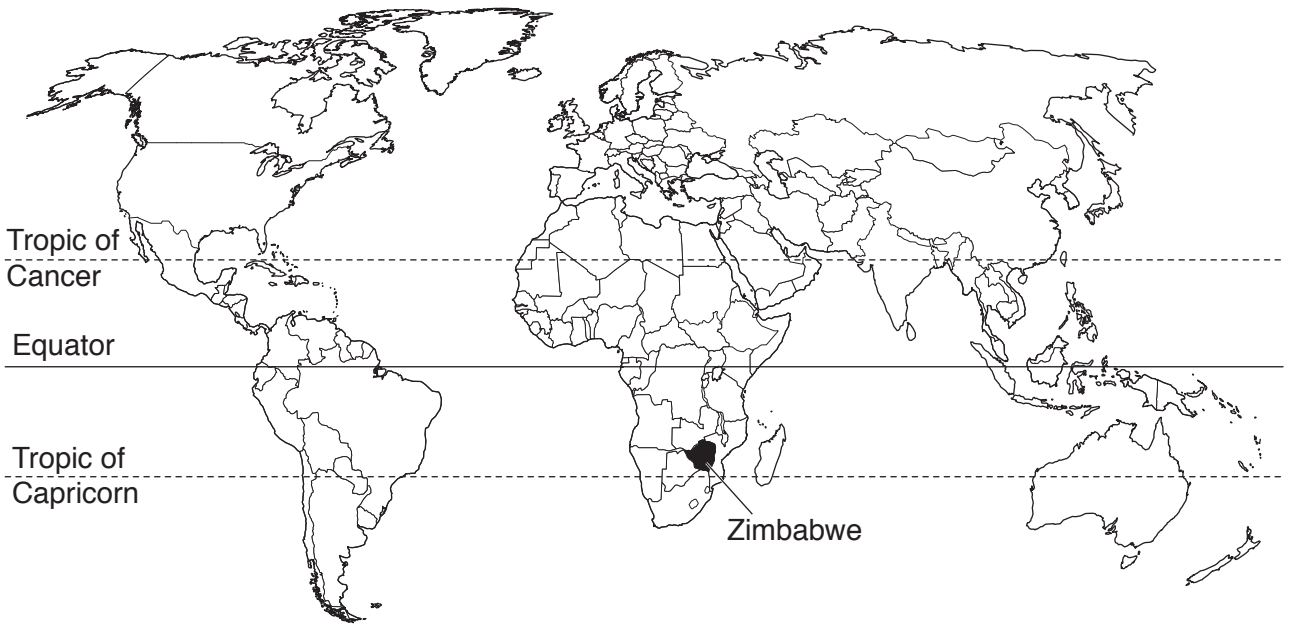 Tropic of
Cancer
Equator
Tropic of
Capricorn
Zimbabwe